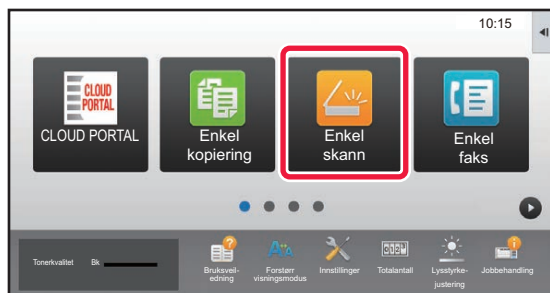 10:15
CLOUD
PORTAL
CLOUD PORTAL
Enkel
kopiering
Enkel
skann
Enkel
faks
Tonerkvalitet Bk
Bruksveil-
edning
Forstørr
visningsmodus
Innstillinger
Totalantall
Lysstyrke-
justering
Jobbehandling